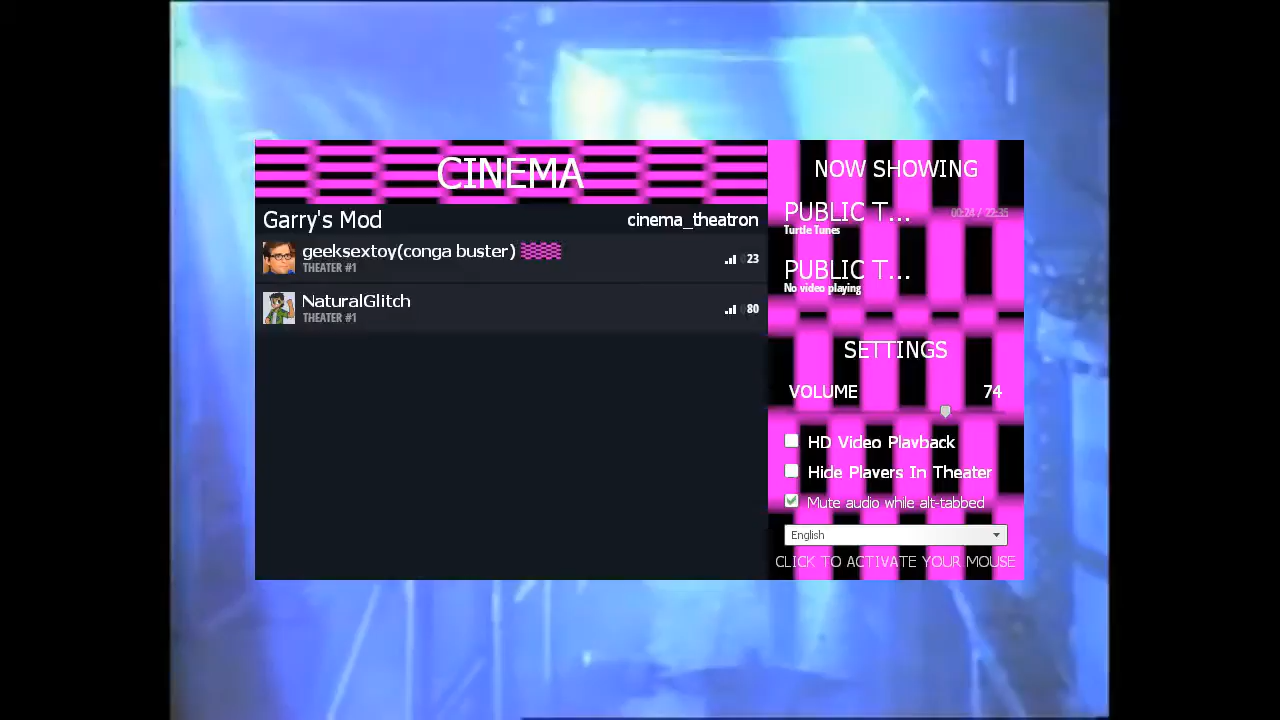 CINEMA
Garry's Mod cinema_theatron
geeksextoy(conga buster) 23
THEATER #1
NaturalGlitch 80
THEATER #1
NOW SHOWING
PUBLIC T... 00:24 / 22:35
Turtle Tunes
PUBLIC T...
No video playing
SETTINGS
VOLUME 74
HD Video Playback
Hide Players In Theater
Mute audio while alt-tabbed
English
CLICK TO ACTIVATE YOUR MOUSE